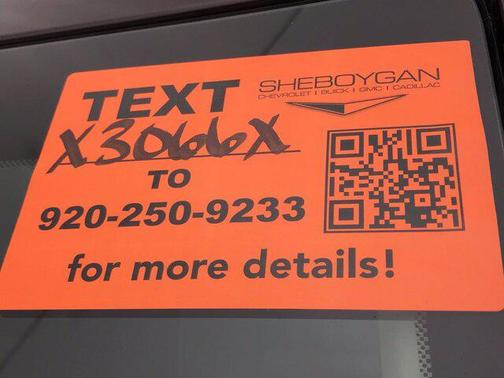 TEXT
X3066X
TO
920-250-9233
for more details!
SHEBOYGAN
CHEVROLET | BUICK | GMC | CADILLAC